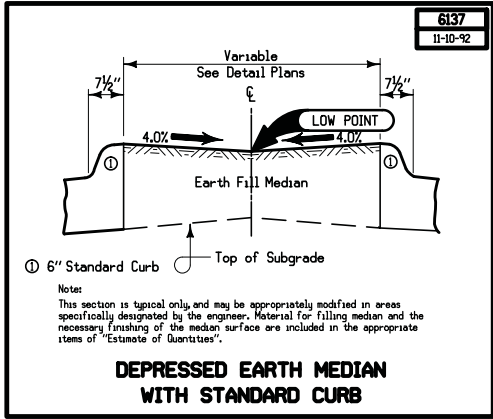 6137
11-10-92
Variable
See Detail Plans
7½"
7½"
℄
LOW POINT
4.0%
4.0%
①
①
Earth Fill Median
① 6" Standard Curb
Top of Subgrade
Note:
This section is typical only, and may be appropriately modified in areas
specifically designated by the engineer. Material for filling median and the
necessary finishing of the median surface are included in the appropriate
items of "Estimate of Quantities".
DEPRESSED EARTH MEDIAN
WITH STANDARD CURB